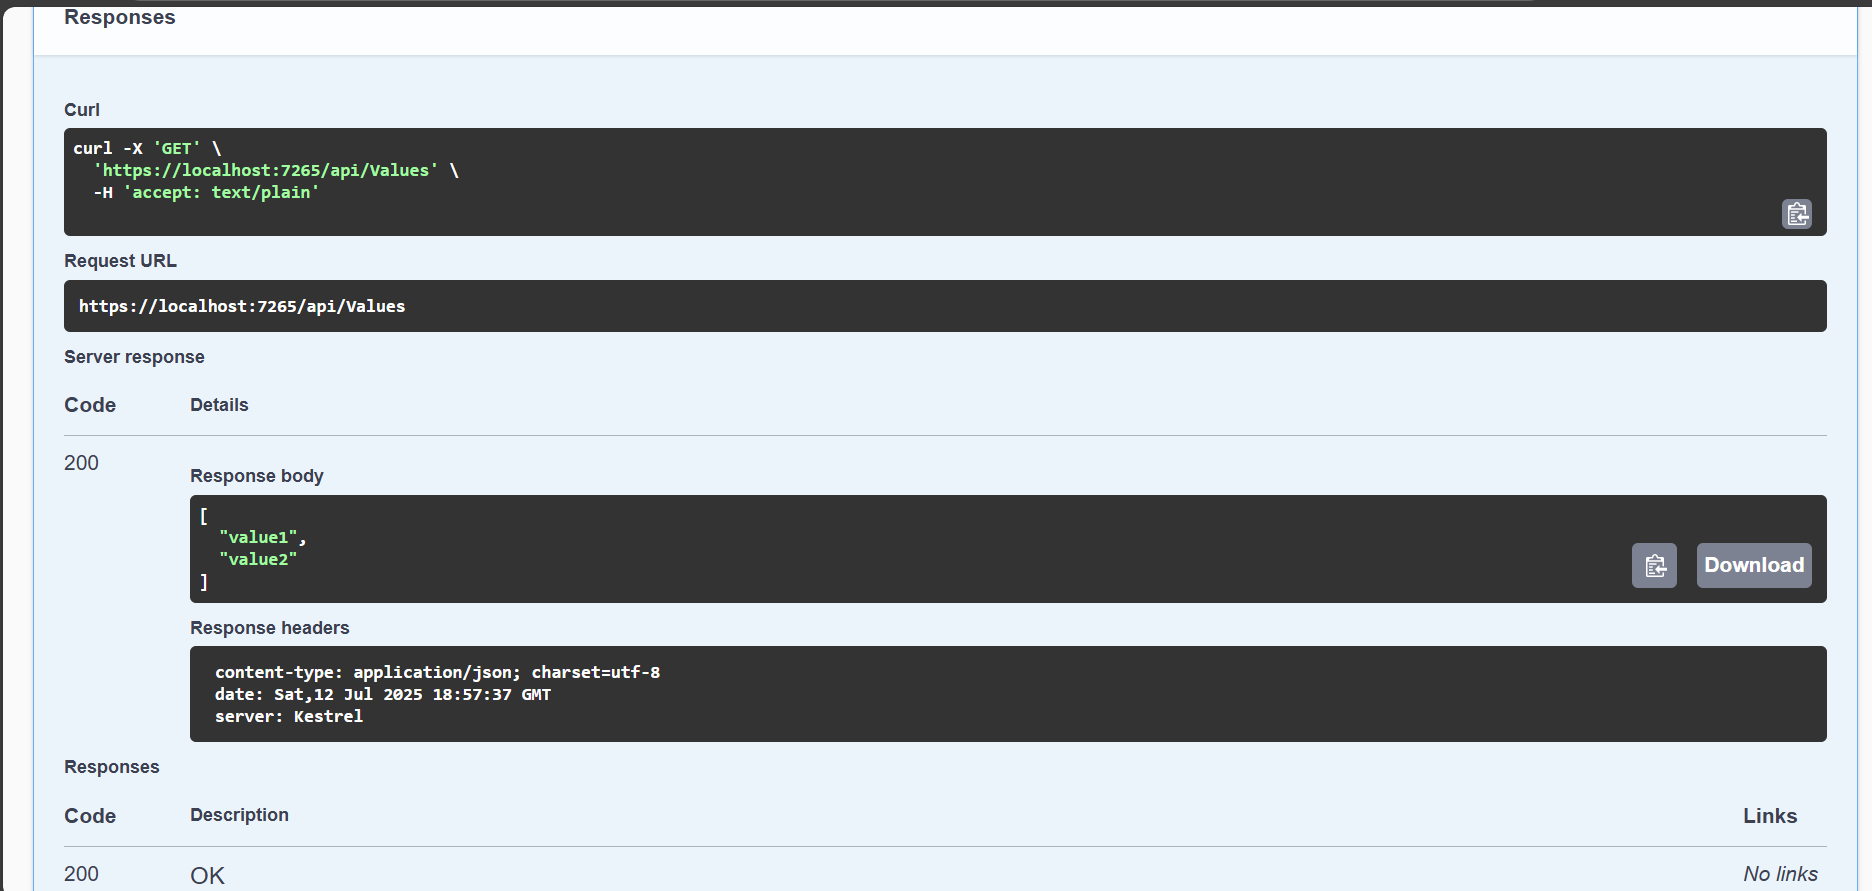 Responses
Curl
curl -X 'GET' \
  'https://localhost:7265/api/Values' \
  -H 'accept: text/plain'
Request URL
https://localhost:7265/api/Values
Server response
Code Details
200
Response body
[
  "value1",
  "value2"
]
Download
Response headers
content-type: application/json; charset=utf-8
date: Sat,12 Jul 2025 18:57:37 GMT
server: Kestrel
Responses
Code Description Links
200 OK No links